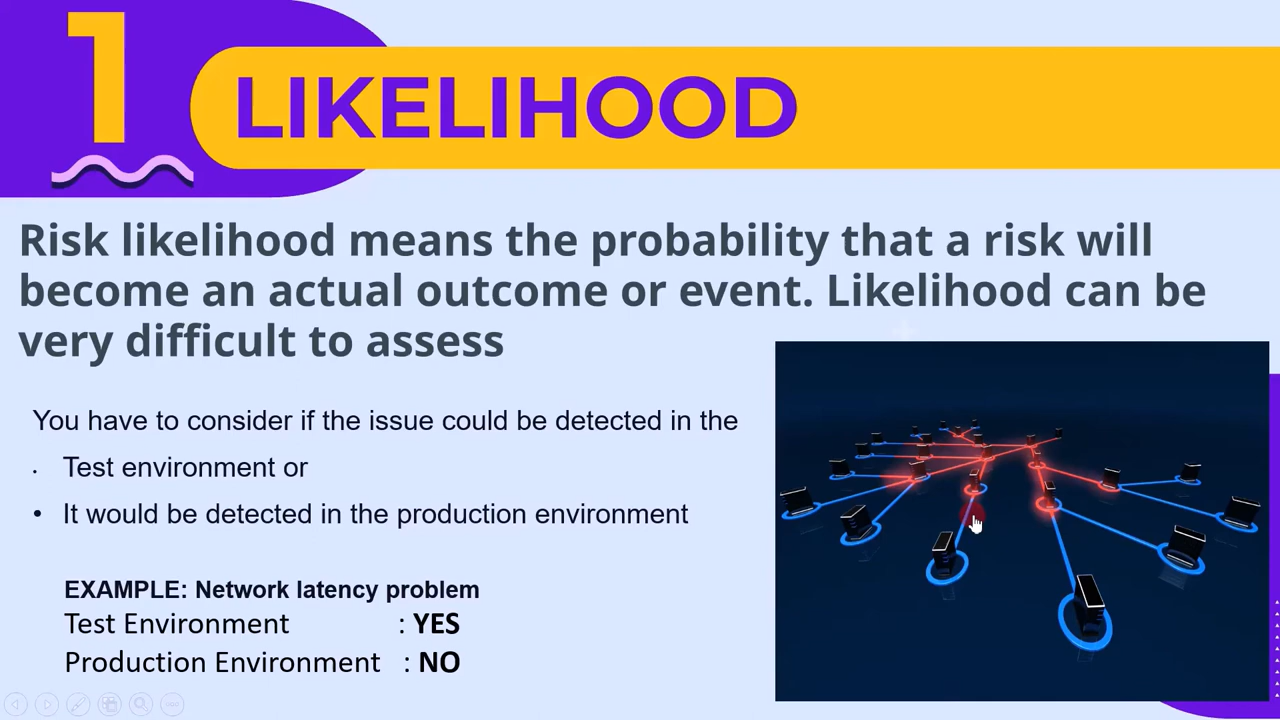 1
LIKELIHOOD
Risk likelihood means the probability that a risk will
become an actual outcome or event. Likelihood can be
very difficult to assess
You have to consider if the issue could be detected in the
• Test environment or
• It would be detected in the production environment
EXAMPLE: Network latency problem
Test Environment : YES
Production Environment : NO